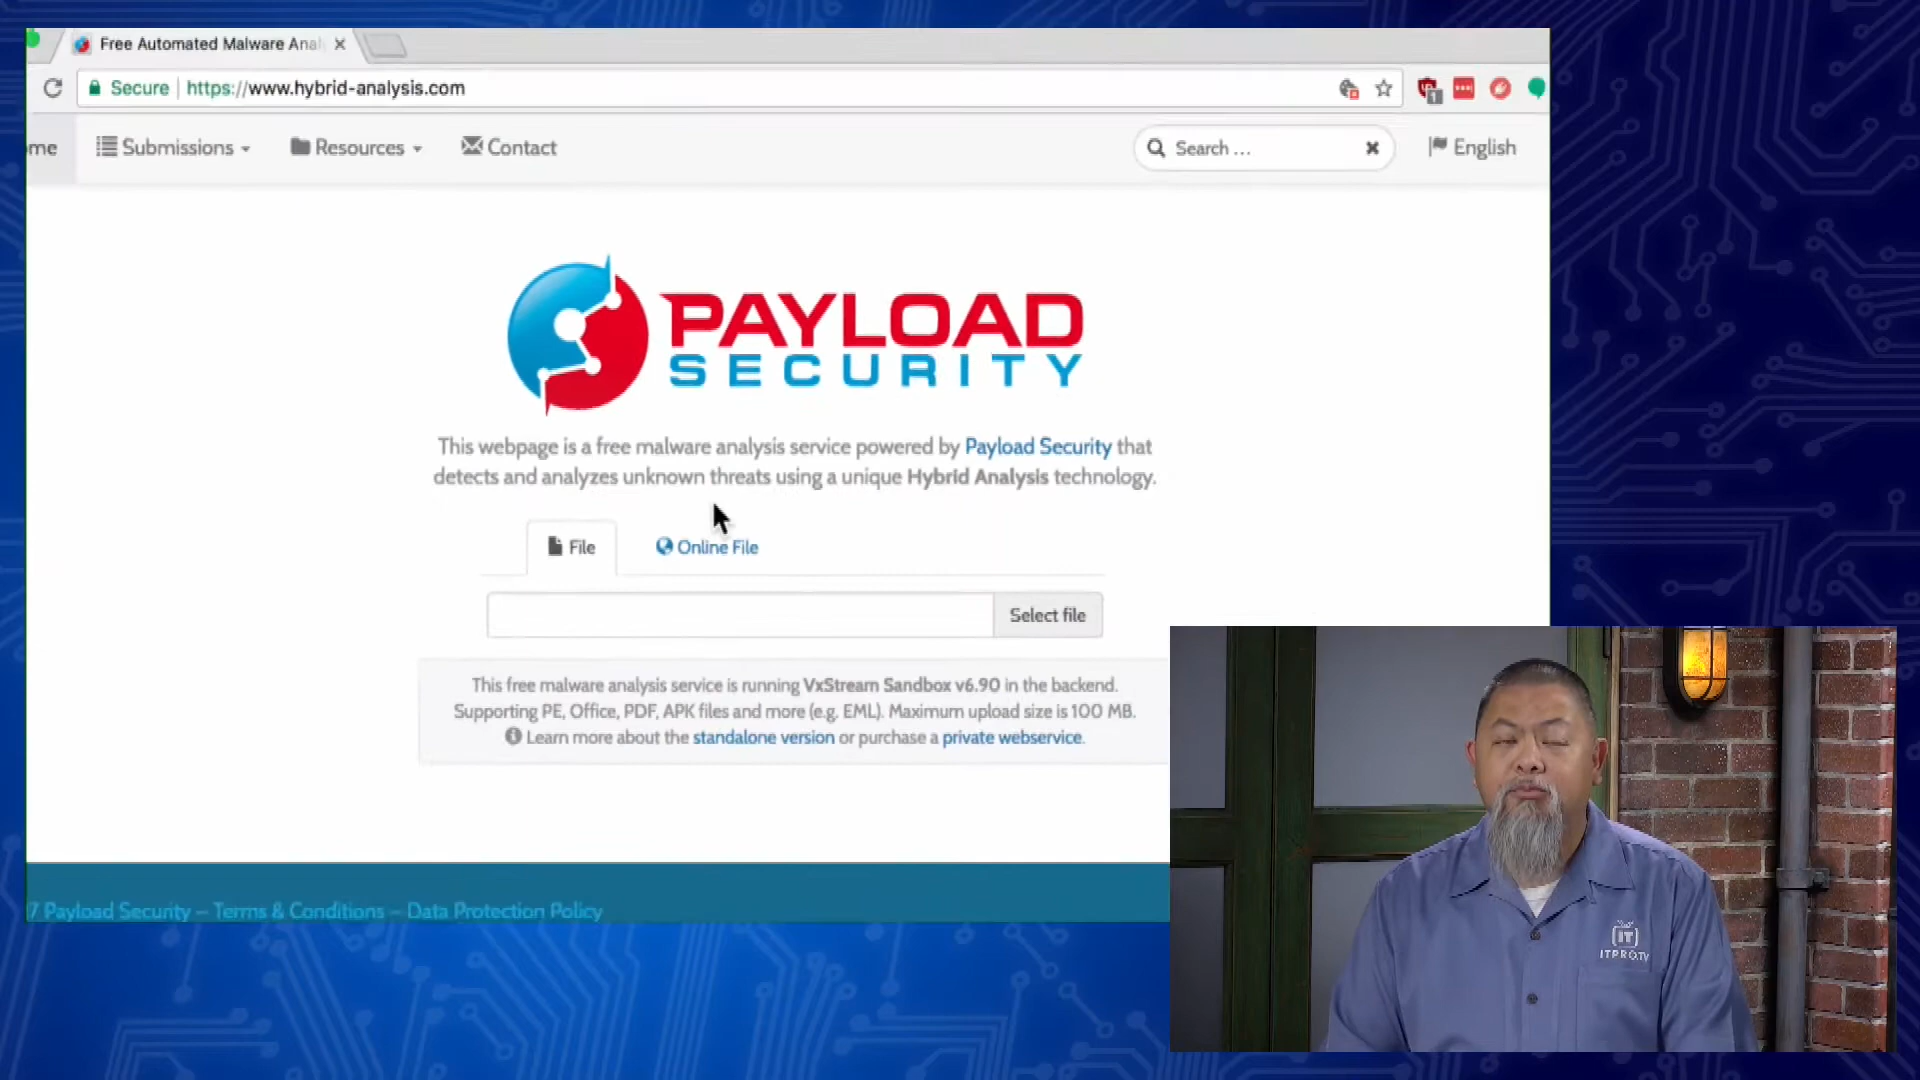 Free Automated Malware Anal
Secure https://www.hybrid-analysis.com
1
me Submissions Resources Contact Search ... English
PAYLOAD
SECURITY
This webpage is a free malware analysis service powered by Payload Security that
detects and analyzes unknown threats using a unique Hybrid Analysis technology.
File Online File
Select file
This free malware analysis service is running VxStream Sandbox v6.90 in the backend.
Supporting PE, Office, PDF, APK files and more (e.g. EML). Maximum upload size is 100 MB.
Learn more about the standalone version or purchase a private webservice.
7 Payload Security – Terms & Conditions – Data Protection Policy
IT
ITPRO.TV